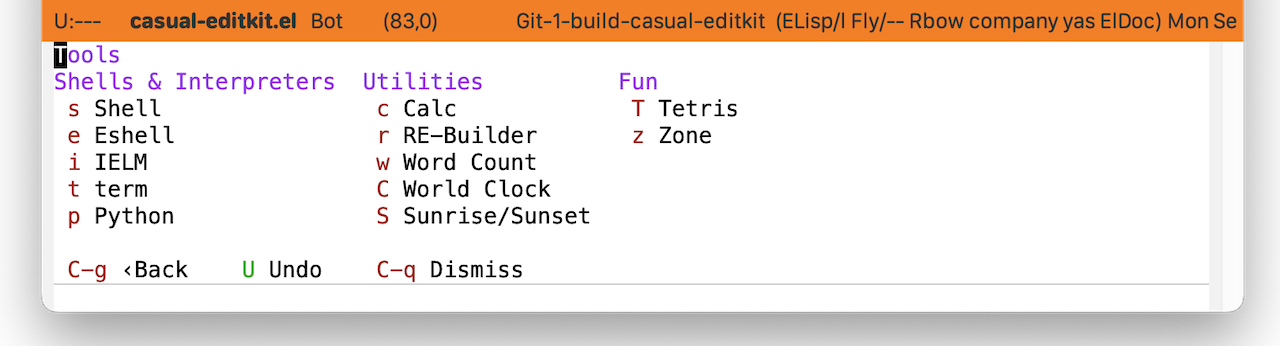 U:--- casual-editkit.el Bot (83,0) Git-1-build-casual-editkit (ELisp/l Fly/-- Rbow company yas ElDoc) Mon Se
Tools
Shells & Interpreters Utilities Fun
s Shell c Calc T Tetris
e Eshell r RE-Builder z Zone
i IELM w Word Count
t term C World Clock
p Python S Sunrise/Sunset
C-g ‹Back U Undo C-q Dismiss